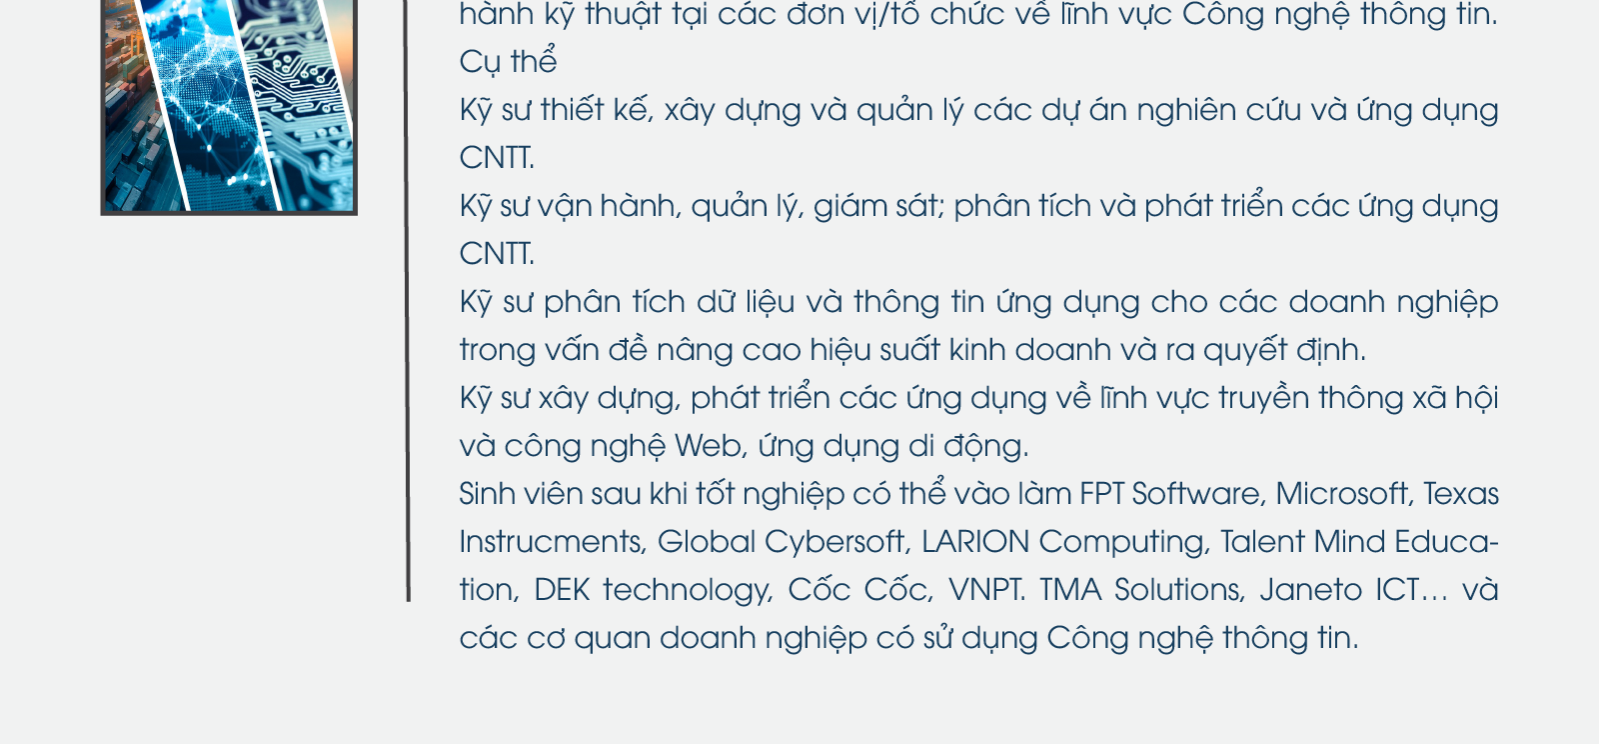 hành kỹ thuật tại các đơn vị/tổ chức về lĩnh vực Công nghệ thông tin.
Cụ thể
Kỹ sư thiết kế, xây dựng và quản lý các dự án nghiên cứu và ứng dụng
CNTT.
Kỹ sư vận hành, quản lý, giám sát; phân tích và phát triển các ứng dụng
CNTT.
Kỹ sư phân tích dữ liệu và thông tin ứng dụng cho các doanh nghiệp
trong vấn đề nâng cao hiệu suất kinh doanh và ra quyết định.
Kỹ sư xây dựng, phát triển các ứng dụng về lĩnh vực truyền thông xã hội
và công nghệ Web, ứng dụng di động.
Sinh viên sau khi tốt nghiệp có thể vào làm FPT Software, Microsoft, Texas
Instrucments, Global Cybersoft, LARION Computing, Talent Mind Educa-
tion, DEK technology, Cốc Cốc, VNPT. TMA Solutions, Janeto ICT… và
các cơ quan doanh nghiệp có sử dụng Công nghệ thông tin.